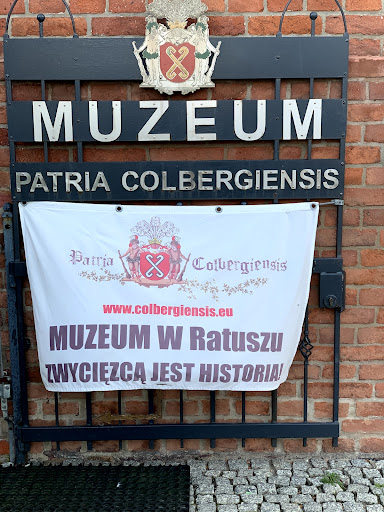 MUZEUM
PATRIA COLBERGIENSIS
Patria Colbergiensis
www.colbergiensis.eu
MUZEUM W Ratuszu
ZWYCIĘZCĄ JEST HISTORIA!